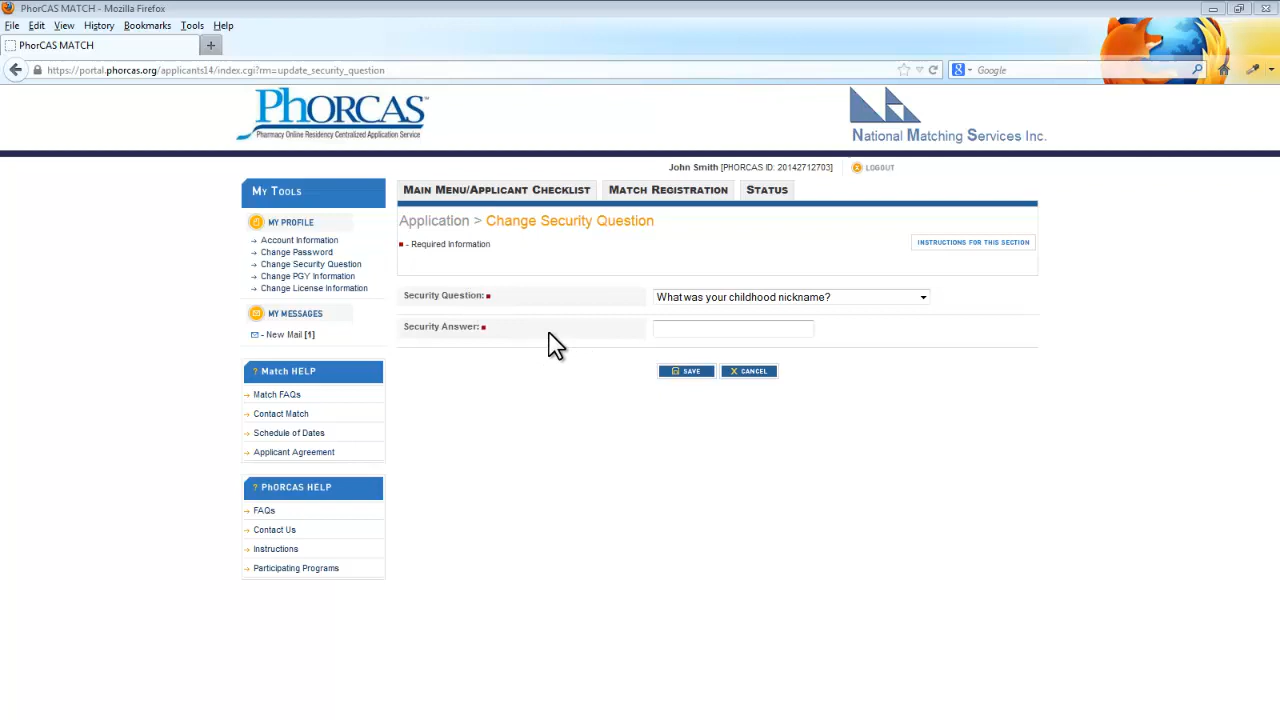 PhorCAS MATCH - Mozilla Firefox
File Edit View History Bookmarks Tools Help
PhorCAS MATCH +
https://portal.phorcas.org/applicants14/index.cgi?rm=update_security_question
Google
PhORCAS™
Pharmacy Online Residency Centralized Application Service
National Matching Services Inc.
John Smith [PHORCAS ID: 20142712703] LOGOUT
MY TOOLS
MY PROFILE
Account Information
Change Password
Change Security Question
Change PGY Information
Change License Information
MY MESSAGES
- New Mail [1]
? Match HELP
Match FAQs
Contact Match
Schedule of Dates
Applicant Agreement
? PhORCAS HELP
FAQs
Contact Us
Instructions
Participating Programs
MAIN MENU/APPLICANT CHECKLIST MATCH REGISTRATION STATUS
Application > Change Security Question
- Required Information
INSTRUCTIONS FOR THIS SECTION
Security Question: What was your childhood nickname?
Security Answer:
SAVE X CANCEL